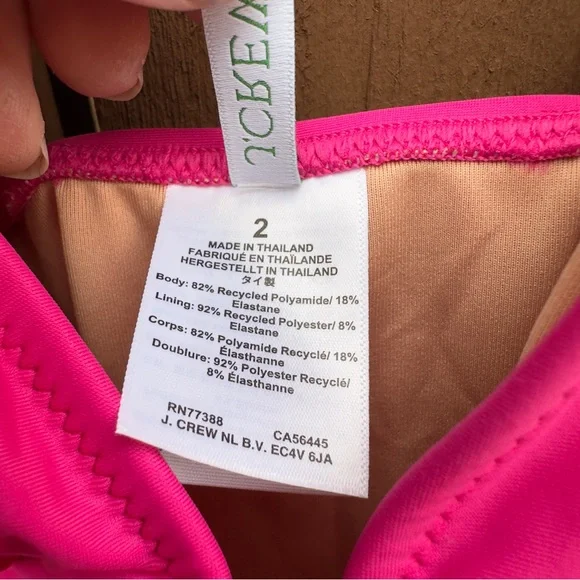 J.CREW
2
MADE IN THAILAND
FABRIQUÉ EN THAÏLANDE
HERGESTELLT IN THAILAND
タイ製
Body: 82% Recycled Polyamide/ 18%
Elastane
Lining: 92% Recycled Polyester/ 8%
Elastane
Corps: 82% Polyamide Recyclé/ 18%
Élasthanne
Doublure: 92% Polyester Recyclé/
8% Élasthanne
RN77388 CA56445
J. CREW NL B.V. EC4V 6JA